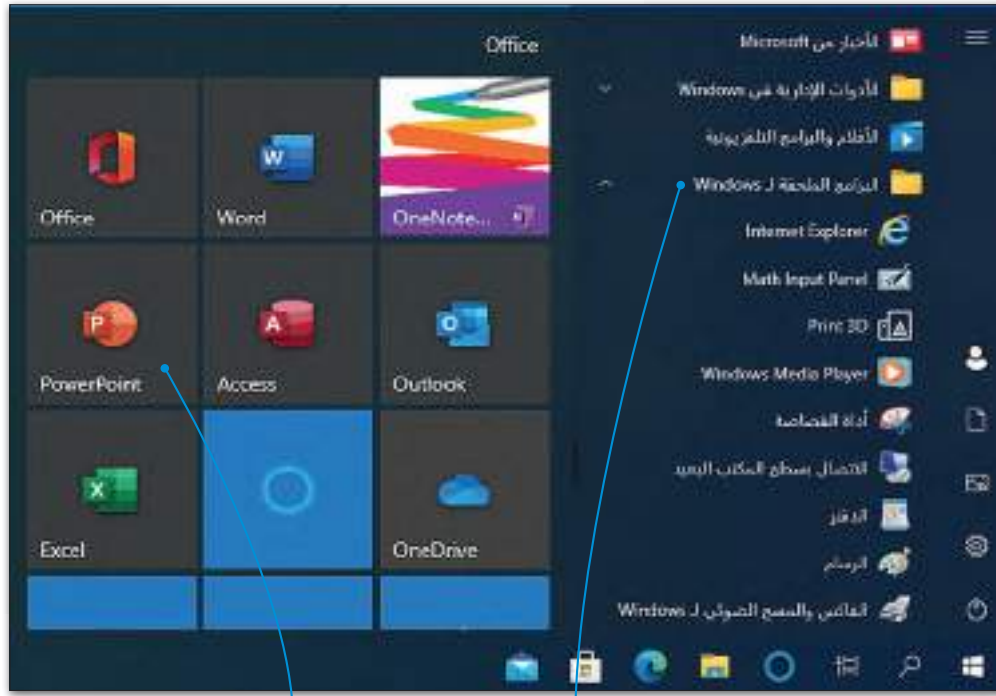 الأخبار من Microsoft
الأدوات الإدارية في Windows
الأفلام والبرامج التلفزيونية
البرامج الملحقة لـ Windows
Internet Explorer
Math Input Panel
Print 3D
Windows Media Player
أداة القصاصة
الاتصال بسطح المكتب البعيد
الدفتر
الرسام
الفاكس والمسح الضوئي لـ Windows
Office
OneNote...
Word
Office
Outlook
Access
PowerPoint
OneDrive
Excel